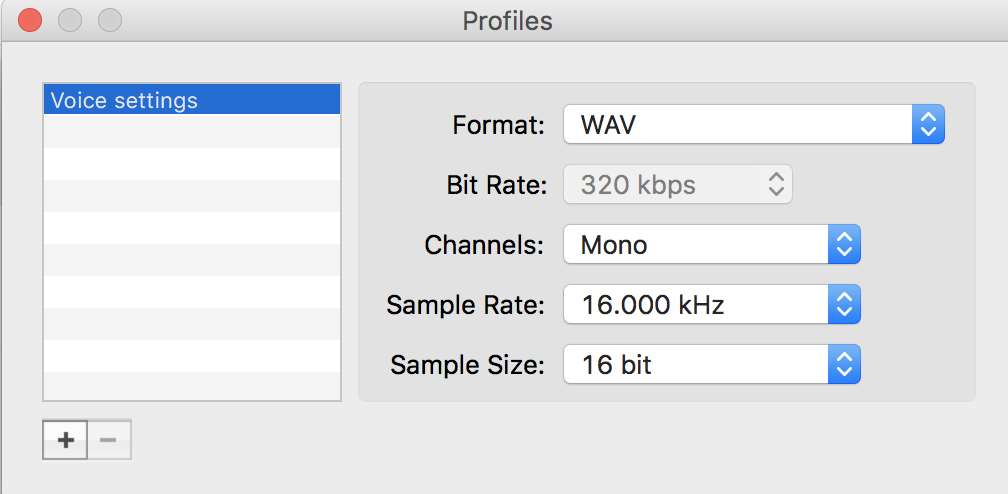 Profiles
Voice settings
Format: WAV
Bit Rate: 320 kbps
Channels: Mono
Sample Rate: 16.000 kHz
Sample Size: 16 bit
+ −